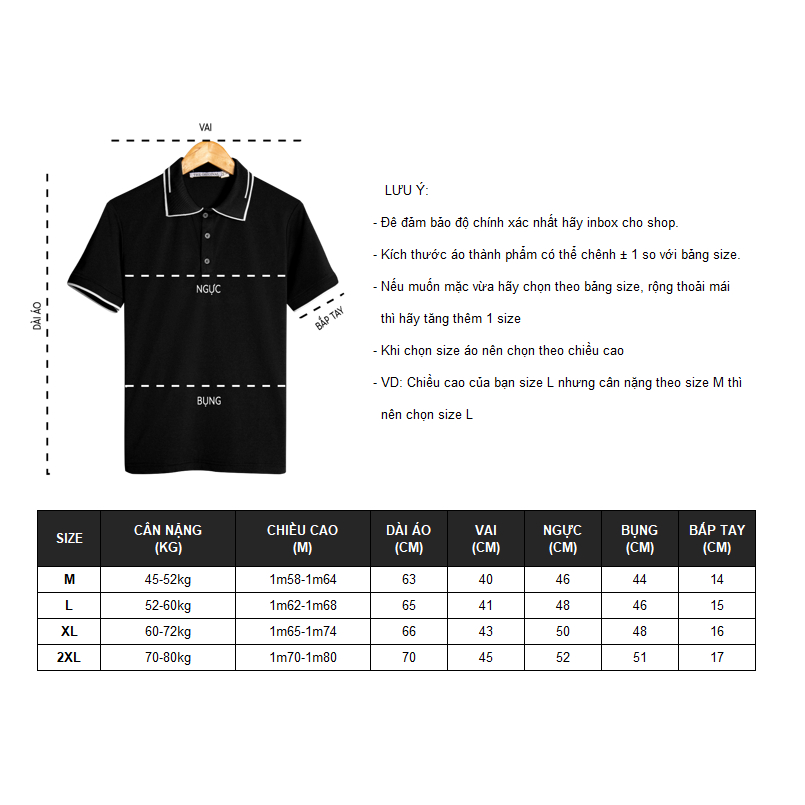 VAI
LƯU Ý:
- Đê đảm bảo độ chính xác nhất hãy inbox cho shop.
- Kích thước áo thành phẩm có thể chênh ± 1 so với bảng size.
- Nếu muốn mặc vừa hãy chọn theo bảng size, rộng thoải mái
thì hãy tăng thêm 1 size
- Khi chọn size áo nên chọn theo chiều cao
- VD: Chiều cao của bạn size L nhưng cân nặng theo size M thì
nên chọn size L
DÀI ÁO
NGỰC
BẮP TAY
BỤNG
SIZE CÂN NẶNG (KG) CHIỀU CAO (M) DÀI ÁO (CM) VAI (CM) NGỰC (CM) BỤNG (CM) BẮP TAY (CM)
M 45-52kg 1m58-1m64 63 40 46 44 14
L 52-60kg 1m62-1m68 65 41 48 46 15
XL 60-72kg 1m65-1m74 66 43 50 48 16
2XL 70-80kg 1m70-1m80 70 45 52 51 17